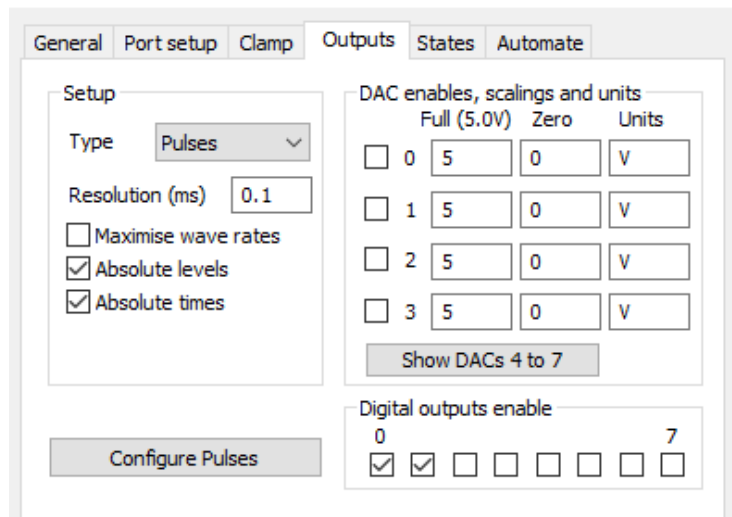 General Port setup Clamp Outputs States Automate
Setup
Type Pulses
Resolution (ms) 0.1
Maximise wave rates
Absolute levels
Absolute times
Configure Pulses
DAC enables, scalings and units
Full (5.0V) Zero Units
0 5 0 V
1 5 0 V
2 5 0 V
3 5 0 V
Show DACs 4 to 7
Digital outputs enable
0 7